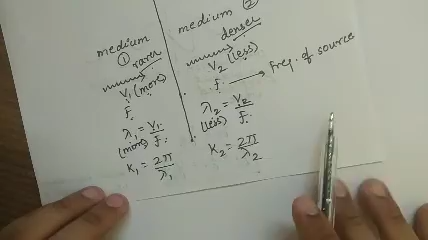 medium
①
rarer
V₁ (more)
f
λ₁ = V₁/f
(more)
K₁ = 2π/λ₁
medium ②
denser
V₂ (less)
f → Freq. of source
λ₂ = V₂/f
(less)
K₂ = 2π/λ₂